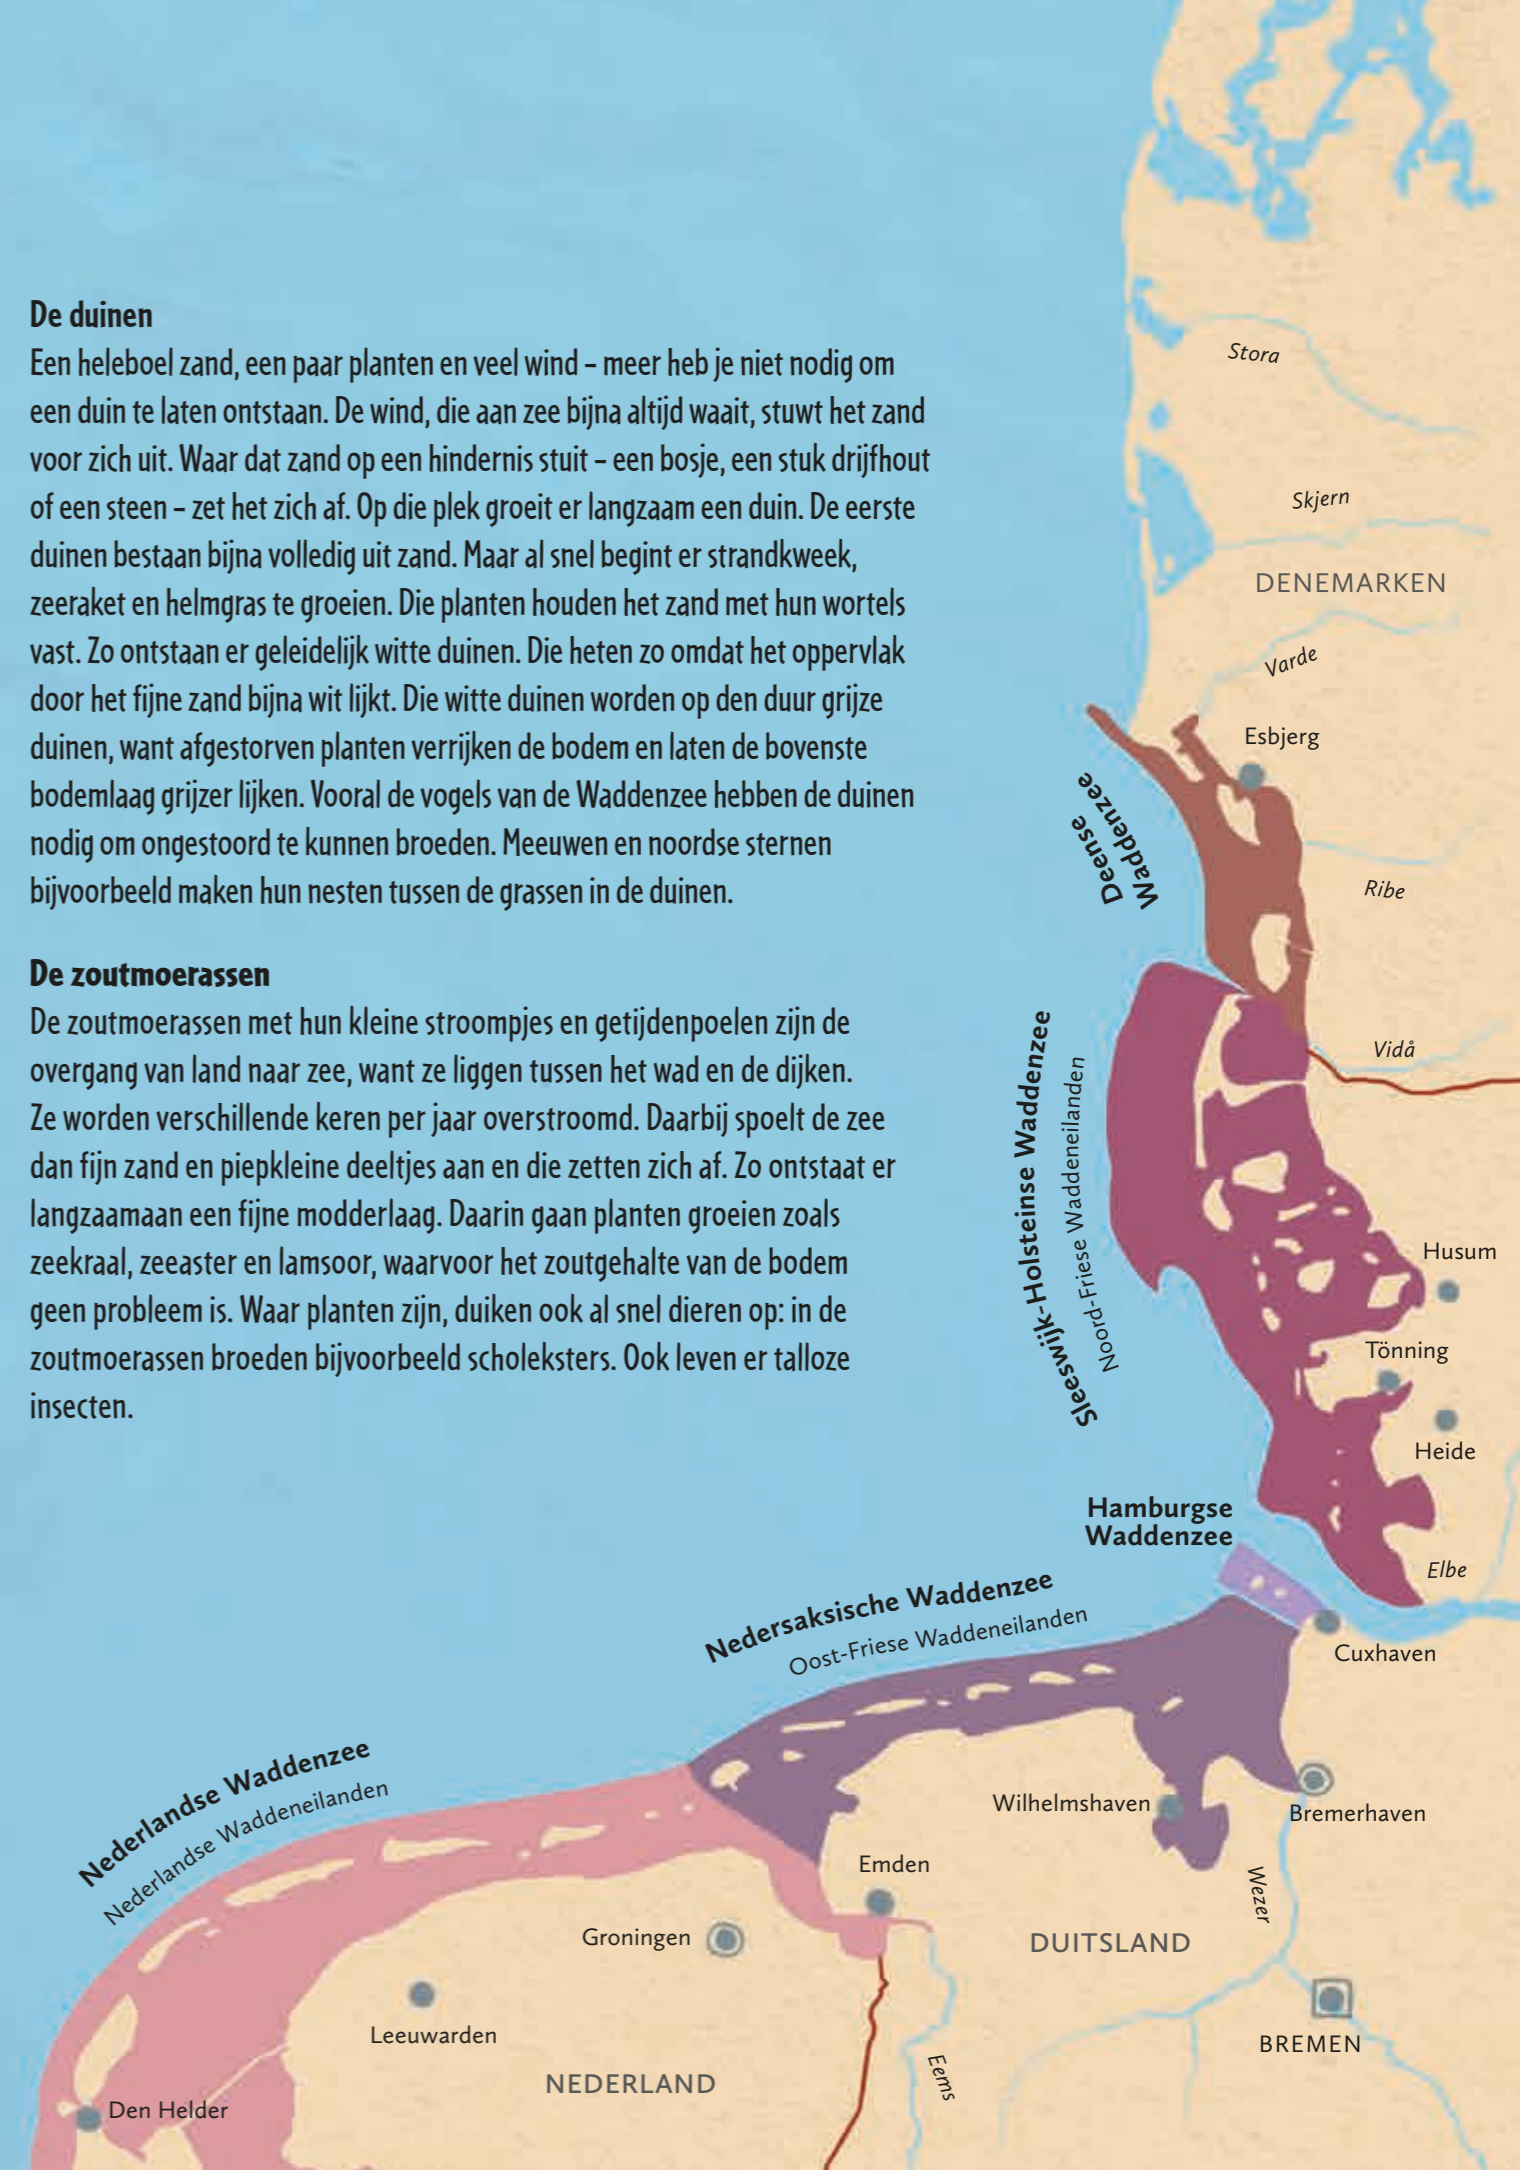 De duinen
Een heleboel zand, een paar planten en veel wind – meer heb je niet nodig om
een duin te laten ontstaan. De wind, die aan zee bijna altijd waait, stuwt het zand
voor zich uit. Waar dat zand op een hindernis stuit – een bosje, een stuk drijfhout
of een steen – zet het zich af. Op die plek groeit er langzaam een duin. De eerste
duinen bestaan bijna volledig uit zand. Maar al snel begint er strandkweek,
zeeraket en helmgras te groeien. Die planten houden het zand met hun wortels
vast. Zo ontstaan er geleidelijk witte duinen. Die heten zo omdat het oppervlak
door het fijne zand bijna wit lijkt. Die witte duinen worden op den duur grijze
duinen, want afgestorven planten verrijken de bodem en laten de bovenste
bodemlaag grijzer lijken. Vooral de vogels van de Waddenzee hebben de duinen
nodig om ongestoord te kunnen broeden. Meeuwen en noordse sternen
bijvoorbeeld maken hun nesten tussen de grassen in de duinen.
De zoutmoerassen
De zoutmoerassen met hun kleine stroompjes en getijdenpoelen zijn de
overgang van land naar zee, want ze liggen tussen het wad en de dijken.
Ze worden verschillende keren per jaar overstroomd. Daarbij spoelt de zee
dan fijn zand en piepkleine deeltjes aan en die zetten zich af. Zo ontstaat er
langzaamaan een fijne modderlaag. Daarin gaan planten groeien zoals
zeekraal, zeeaster en lamsoor, waarvoor het zoutgehalte van de bodem
geen probleem is. Waar planten zijn, duiken ook al snel dieren op: in de
zoutmoerassen broeden bijvoorbeeld scholeksters. Ook leven er talloze
insecten.
Stora
Skjern
DENEMARKEN
Varde
Esbjerg
Deense
Waddenzee
Ribe
Vidå
Sleeswijk-Holsteinse Waddenzee
Noord-Friese Waddeneilanden
Husum
Tönning
Heide
Hamburgse
Waddenzee
Elbe
Nedersaksische Waddenzee
Oost-Friese Waddeneilanden
Cuxhaven
Nederlandse Waddenzee
Nederlandse Waddeneilanden
Wilhelmshaven
Bremerhaven
Emden
Wezer
Groningen
DUITSLAND
Leeuwarden
BREMEN
Eems
NEDERLAND
Den Helder